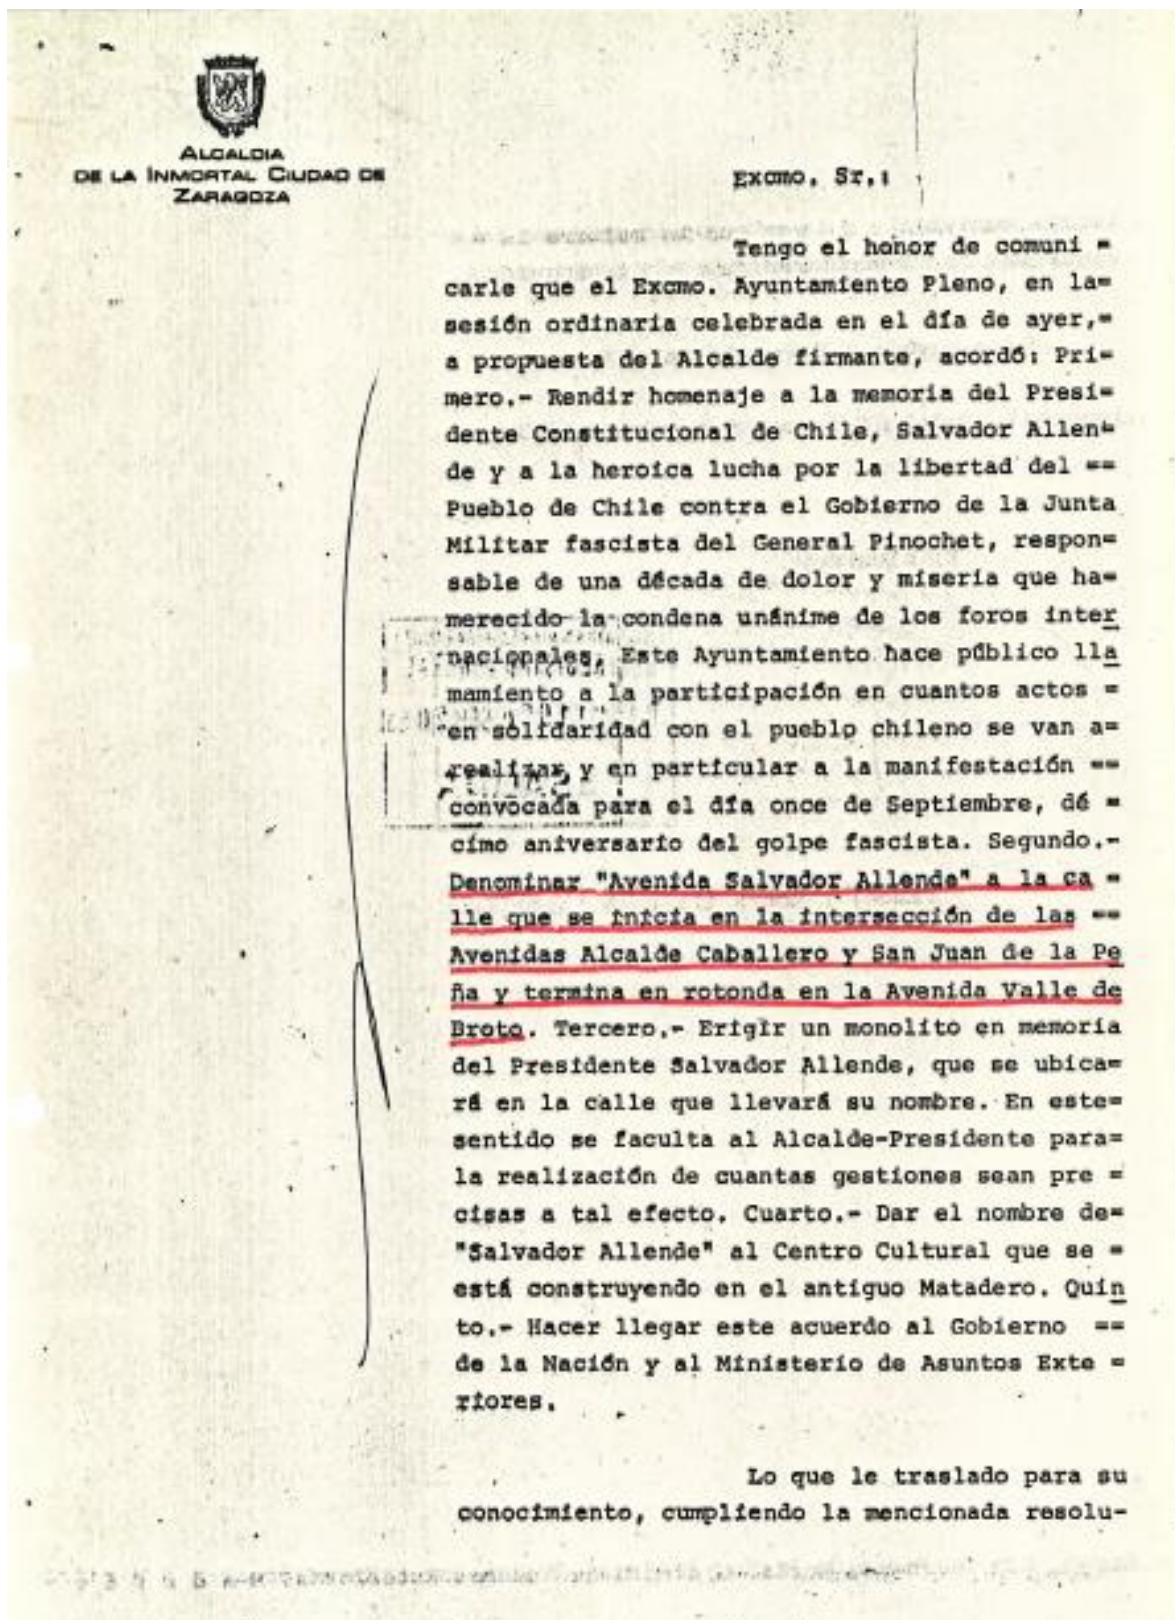 ALCALDIA
DE LA INMORTAL CIUDAD DE
ZARAGOZA
Excmo. Sr.:
Tengo el honor de comuni =
carle que el Excmo. Ayuntamiento Pleno, en la=
sesión ordinaria celebrada en el día de ayer,=
a propuesta del Alcalde firmante, acordó: Pri=
mero.- Rendir homenaje a la memoria del Presi=
dente Constitucional de Chile, Salvador Allen=
de y a la heroica lucha por la libertad del ==
Pueblo de Chile contra el Gobierno de la Junta
Militar fascista del General Pinochet, respon=
sable de una década de dolor y miseria que ha=
merecido la condena unánime de los foros inter
nacionales. Este Ayuntamiento hace público lla
mamiento a la participación en cuantos actos =
en solidaridad con el pueblo chileno se van a=
realizar y en particular a la manifestación ==
convocada para el día once de Septiembre, dé =
cimo aniversario del golpe fascista. Segundo.-
Denominar "Avenida Salvador Allende" a la ca =
lle que se inicia en la intersección de las ==
Avenidas Alcalde Caballero y San Juan de la Pe
ña y termina en rotonda en la Avenida Valle de
Broto. Tercero.- Erigir un monolito en memoria
del Presidente Salvador Allende, que se ubica=
rá en la calle que llevará su nombre. En este=
sentido se faculta al Alcalde-Presidente para=
la realización de cuantas gestiones sean pre =
cisas a tal efecto. Cuarto.- Dar el nombre de=
"Salvador Allende" al Centro Cultural que se =
está construyendo en el antiguo Matadero. Quin
to.- Hacer llegar este acuerdo al Gobierno ==
de la Nación y al Ministerio de Asuntos Exte =
riores.
Lo que le traslado para su
conocimiento, cumpliendo la mencionada resolu-